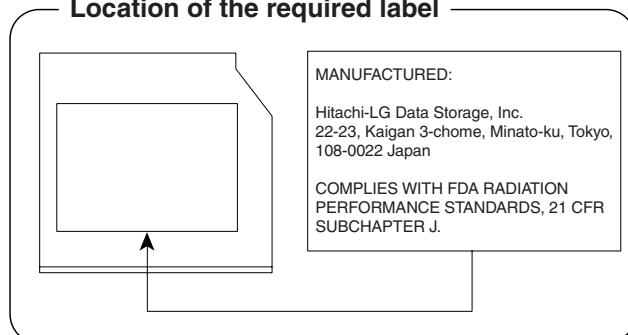 Location of the required label
MANUFACTURED:
Hitachi-LG Data Storage, Inc.
22-23, Kaigan 3-chome, Minato-ku, Tokyo,
108-0022 Japan
COMPLIES WITH FDA RADIATION
PERFORMANCE STANDARDS, 21 CFR
SUBCHAPTER J.